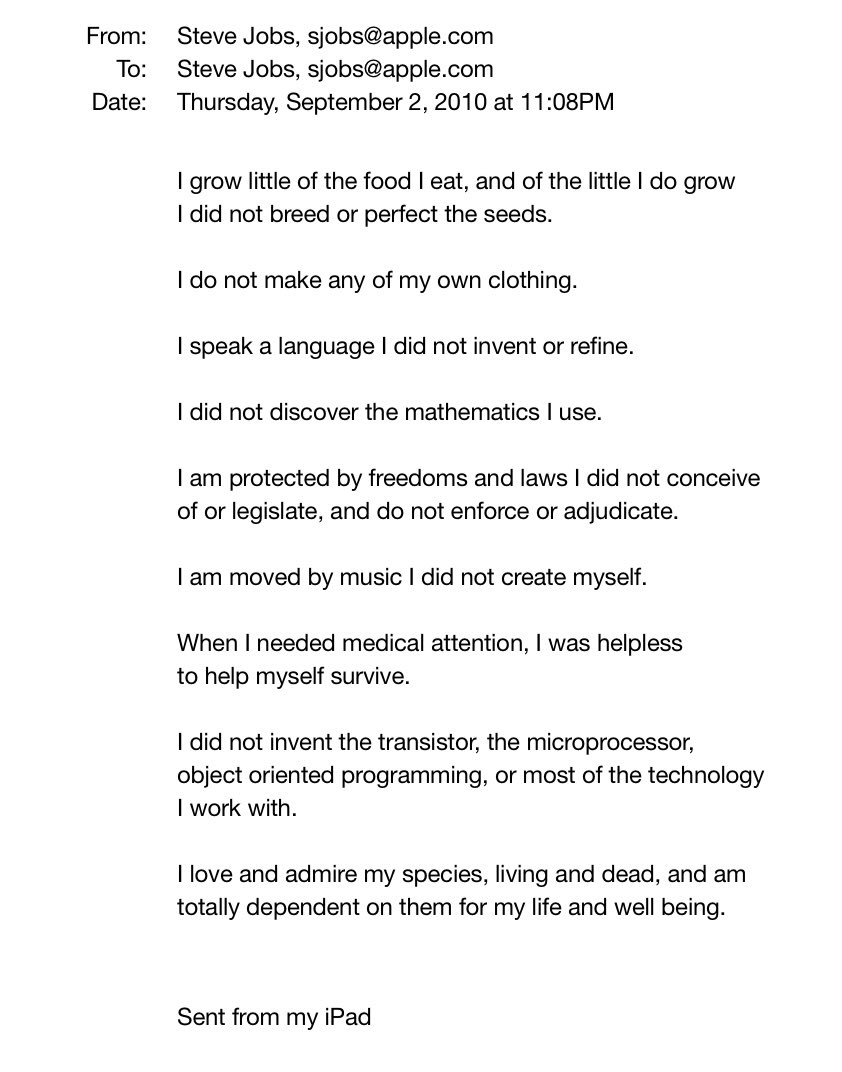 From: Steve Jobs, sjobs@apple.com
To: Steve Jobs, sjobs@apple.com
Date: Thursday, September 2, 2010 at 11:08PM
I grow little of the food I eat, and of the little I do grow
I did not breed or perfect the seeds.
I do not make any of my own clothing.
I speak a language I did not invent or refine.
I did not discover the mathematics I use.
I am protected by freedoms and laws I did not conceive
of or legislate, and do not enforce or adjudicate.
I am moved by music I did not create myself.
When I needed medical attention, I was helpless
to help myself survive.
I did not invent the transistor, the microprocessor,
object oriented programming, or most of the technology
I work with.
I love and admire my species, living and dead, and am
totally dependent on them for my life and well being.
Sent from my iPad